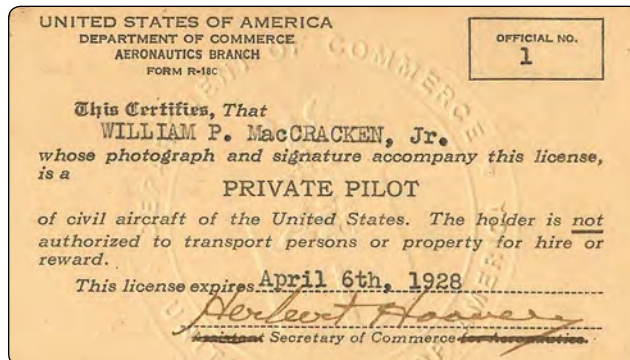 UNITED STATES OF AMERICA
DEPARTMENT OF COMMERCE
AERONAUTICS BRANCH
FORM R-18C
OFFICIAL NO.
1
This Certifies, That
WILLIAM P. MacCRACKEN, Jr.
whose photograph and signature accompany this license,
is a
PRIVATE PILOT
of civil aircraft of the United States. The holder is not
authorized to transport persons or property for hire or
reward.
This license expires April 6th, 1928
Herbert Hoover
Assistant Secretary of Commerce for Aeronautics.